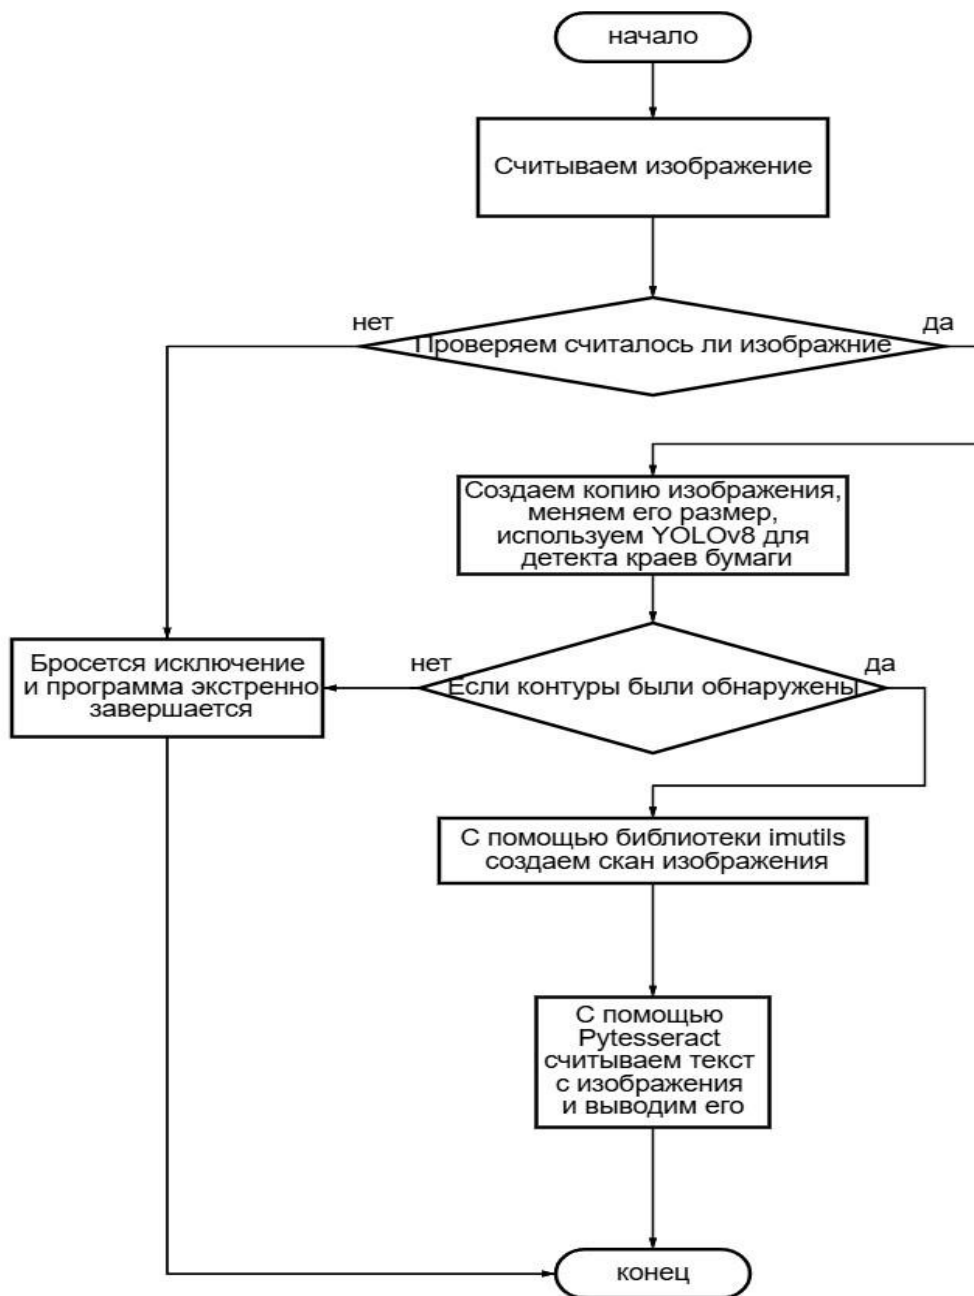 начало
Считываем изображение
нет
да
Проверяем считалось ли изображние
Создаем копию изображения,
меняем его размер,
используем YOLOv8 для
детекта краев бумаги
Бросется исключение
и программа экстренно
завершается
нет
да
Если контуры были обнаружены
С помощью библиотеки imutils
создаем скан изображения
С помощью
Pytesseract
считываем текст
с изображения
и выводим его
конец